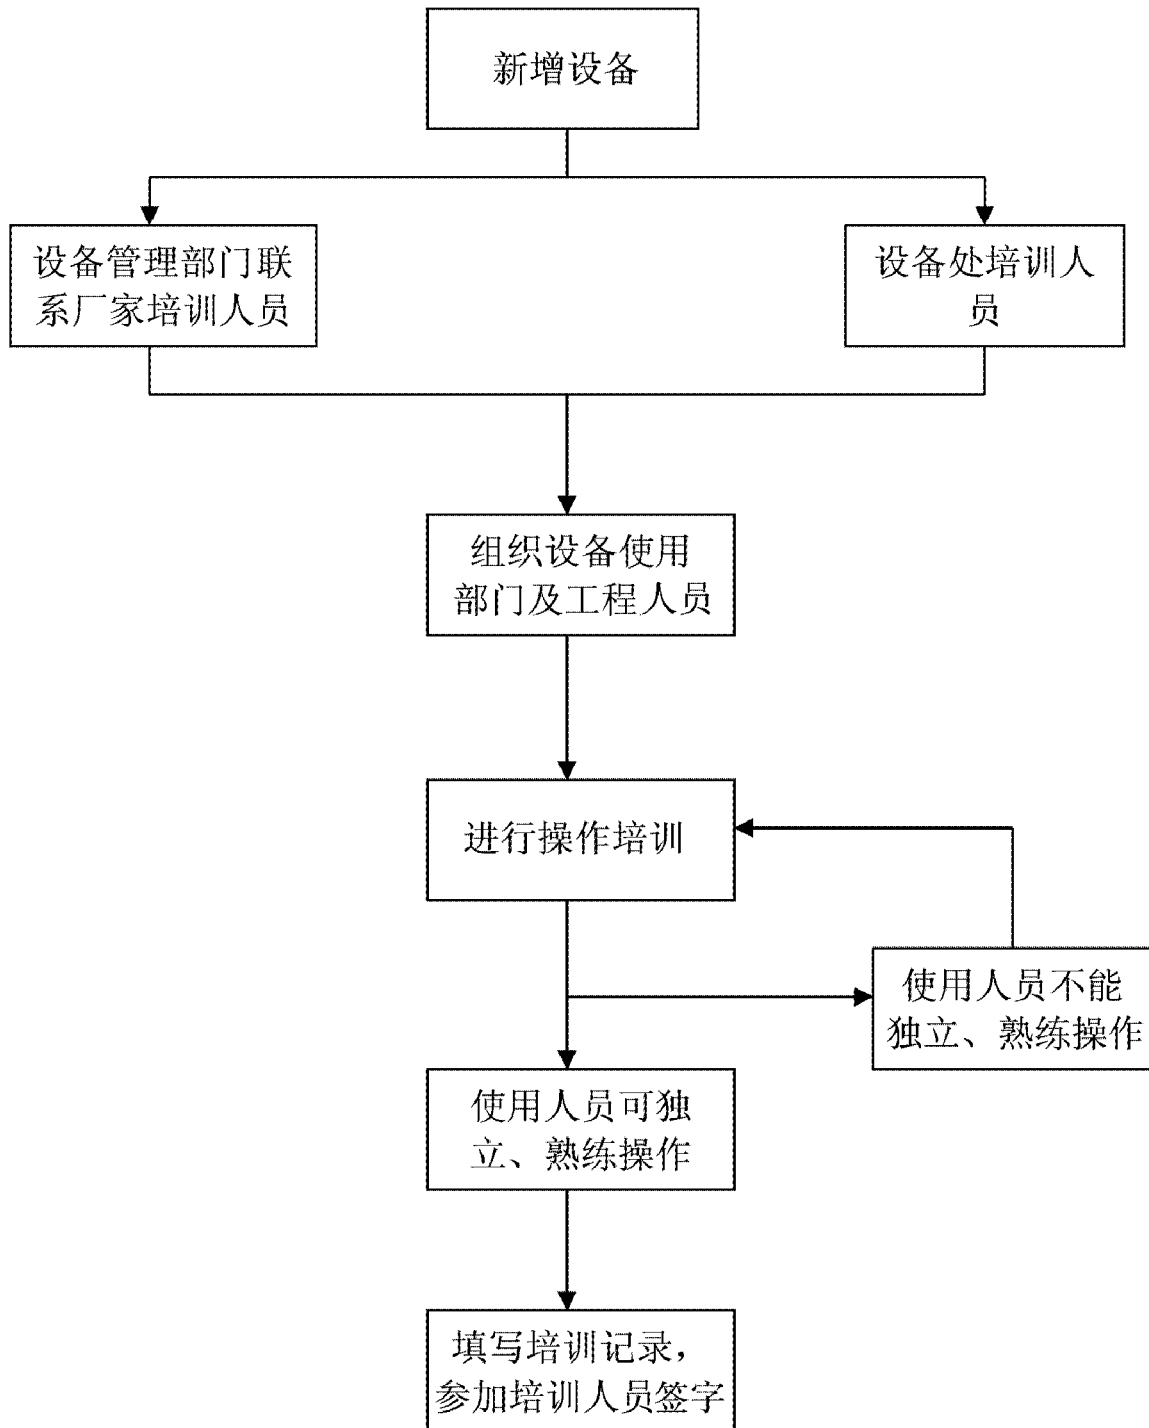 新增设备
设备管理部门联
系厂家培训人员
设备处培训人
员
组织设备使用
部门及工程人员
进行操作培训
使用人员不能
独立、熟练操作
使用人员可独
立、熟练操作
填写培训记录，
参加培训人员签字